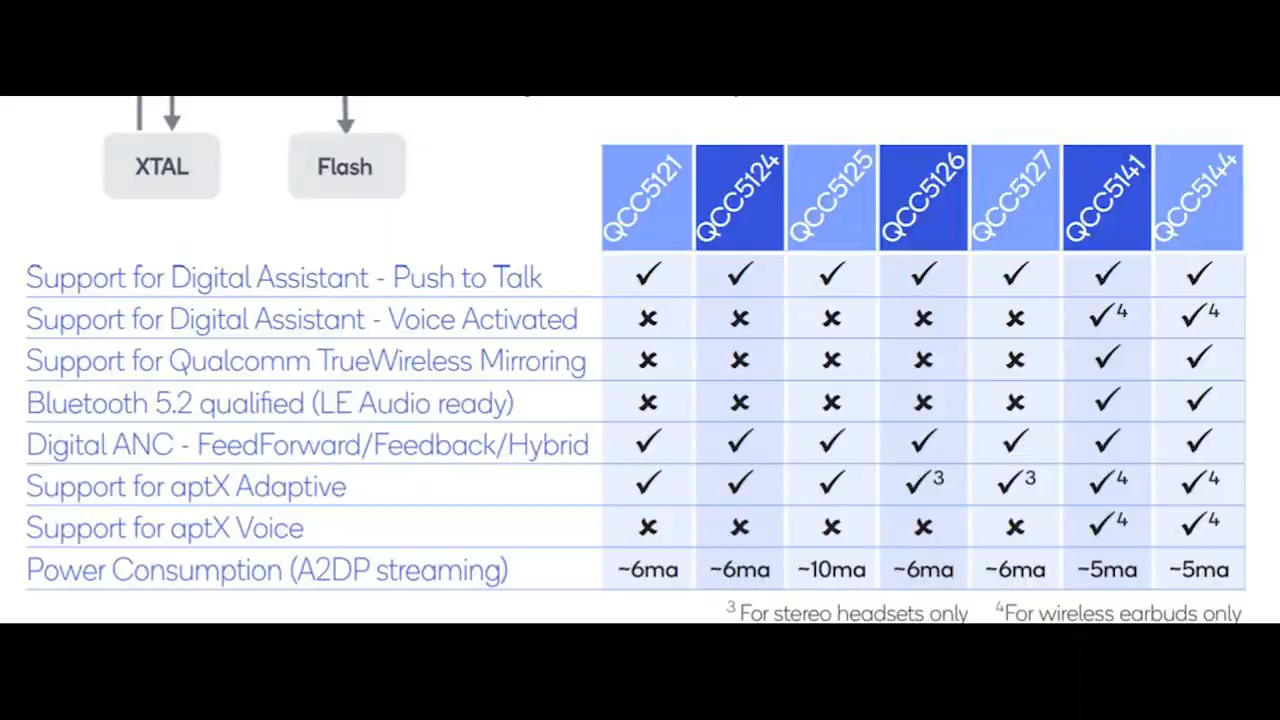 XTAL Flash
QCC5121 QCC5124 QCC5125 QCC5126 QCC5127 QCC5141 QCC5144
Support for Digital Assistant - Push to Talk ✓ ✓ ✓ ✓ ✓ ✓ ✓
Support for Digital Assistant - Voice Activated ✗ ✗ ✗ ✗ ✗ ✓⁴ ✓⁴
Support for Qualcomm TrueWireless Mirroring ✗ ✗ ✗ ✗ ✗ ✓ ✓
Bluetooth 5.2 qualified (LE Audio ready) ✗ ✗ ✗ ✗ ✗ ✓ ✓
Digital ANC - FeedForward/Feedback/Hybrid ✓ ✓ ✓ ✓ ✓ ✓ ✓
Support for aptX Adaptive ✓ ✓ ✓ ✓³ ✓³ ✓⁴ ✓⁴
Support for aptX Voice ✗ ✗ ✗ ✗ ✗ ✓⁴ ✓⁴
Power Consumption (A2DP streaming) ~6ma ~6ma ~10ma ~6ma ~6ma ~5ma ~5ma
³ For stereo headsets only ⁴For wireless earbuds only